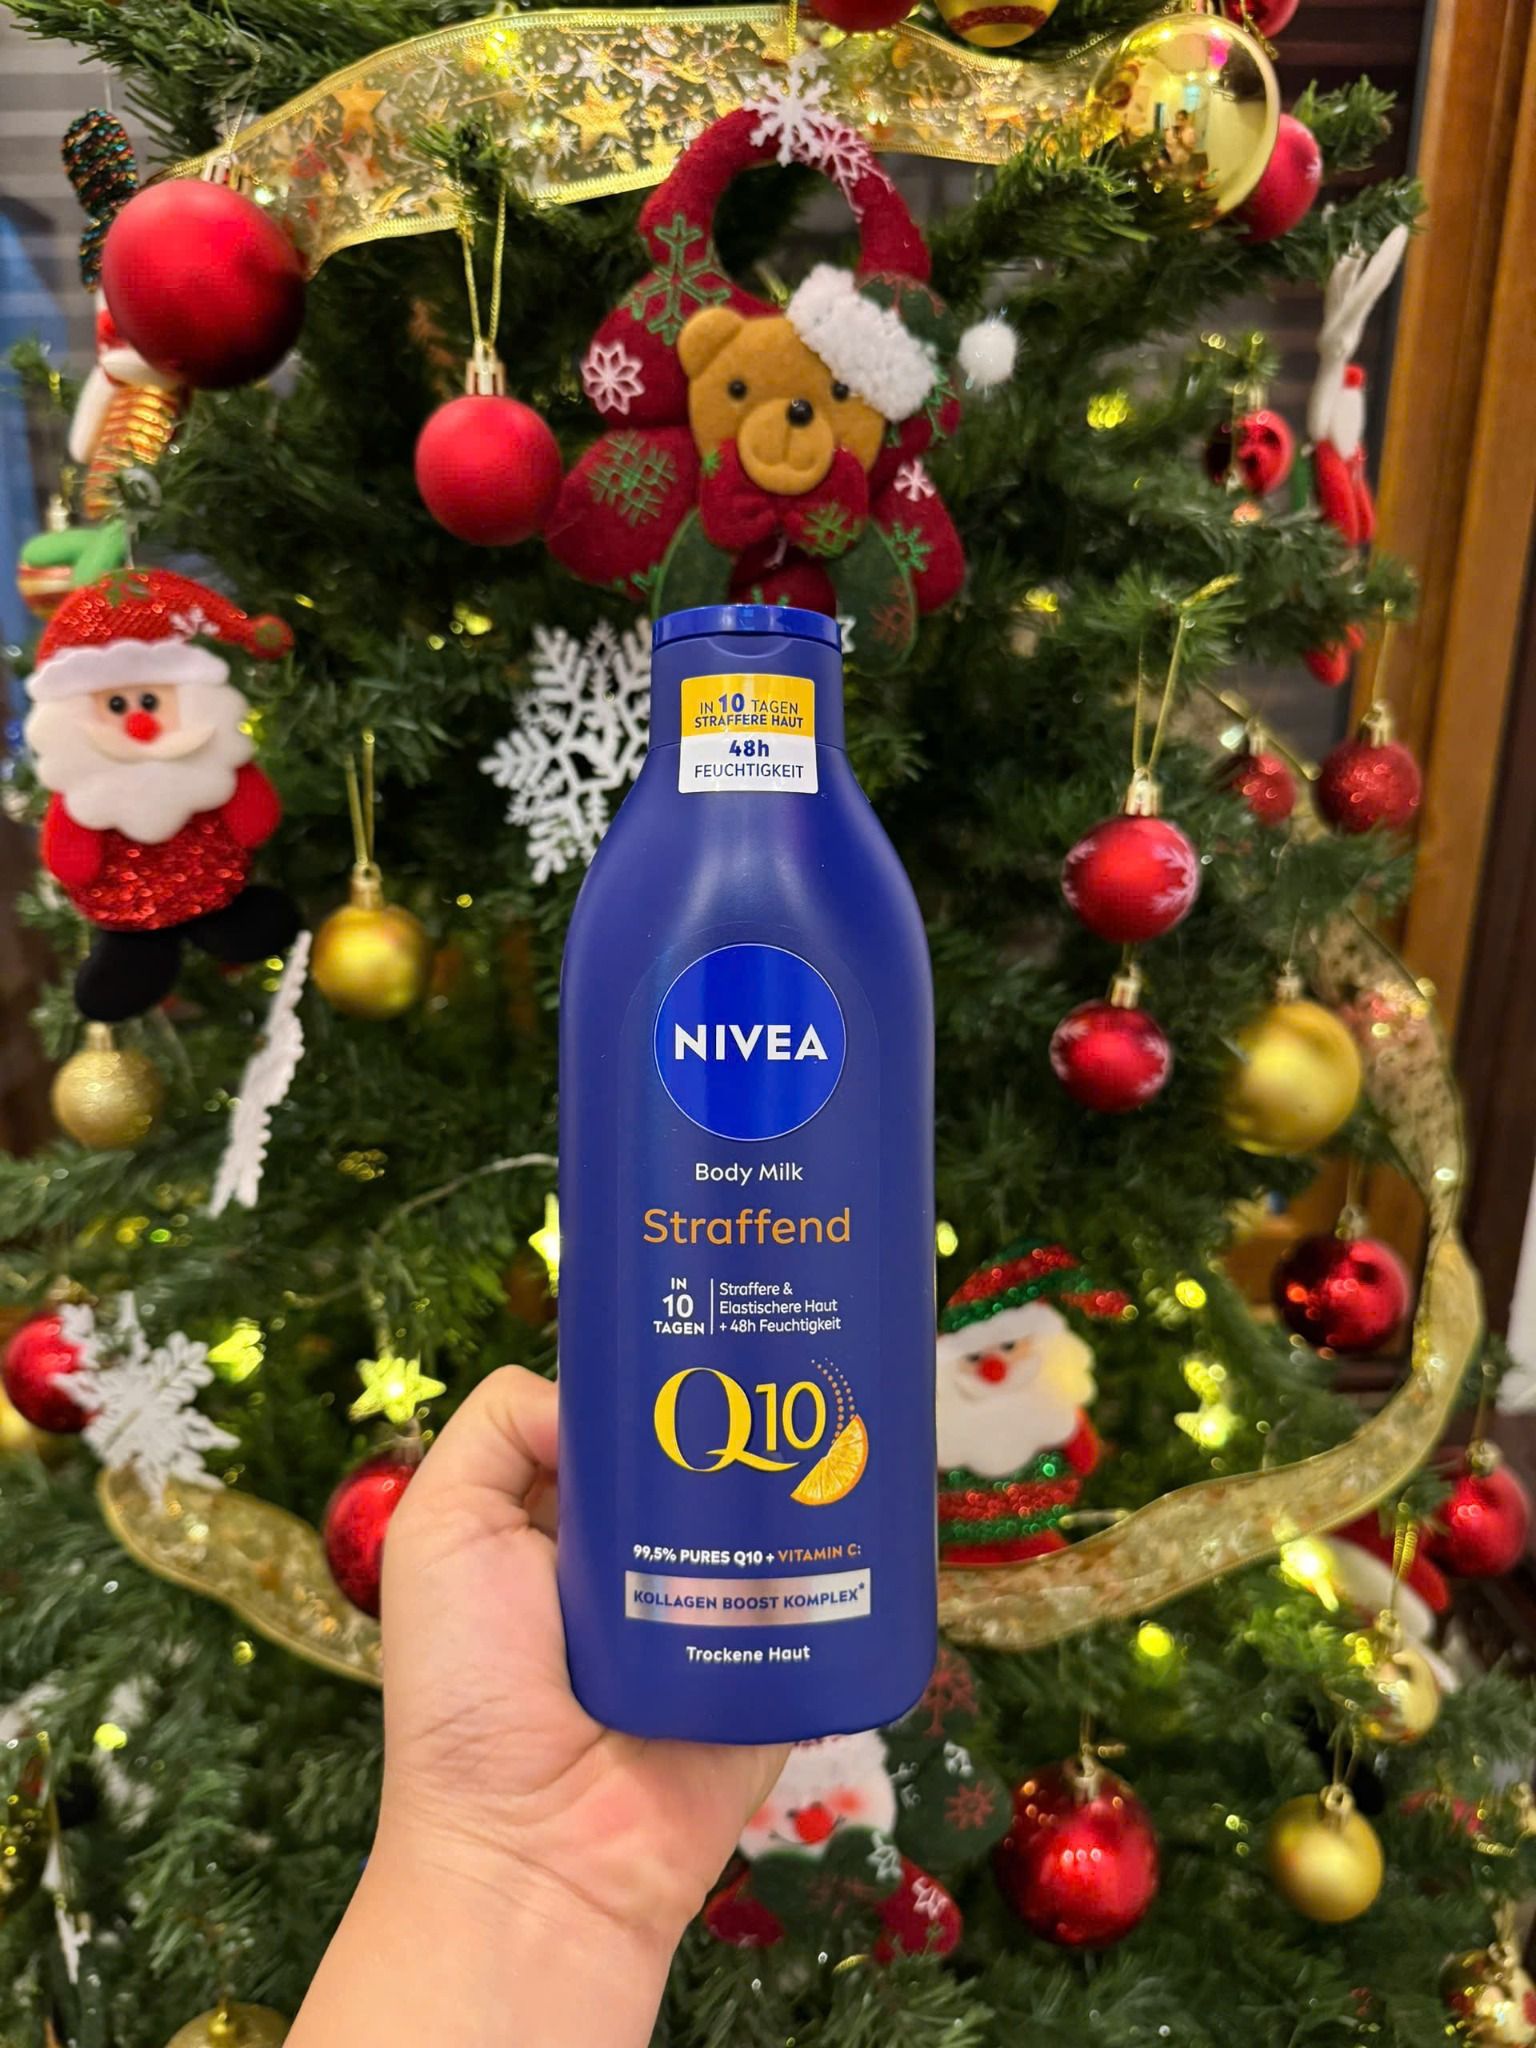 IN 10 TAGEN
STRAFFERE HAUT
48h
FEUCHTIGKEIT
NIVEA
Body Milk
Straffend
IN
10
TAGEN
Straffere &
Elastischere Haut
+ 48h Feuchtigkeit
Q10
99,5% PURES Q10 + VITAMIN C:
KOLLAGEN BOOST KOMPLEX*
Trockene Haut